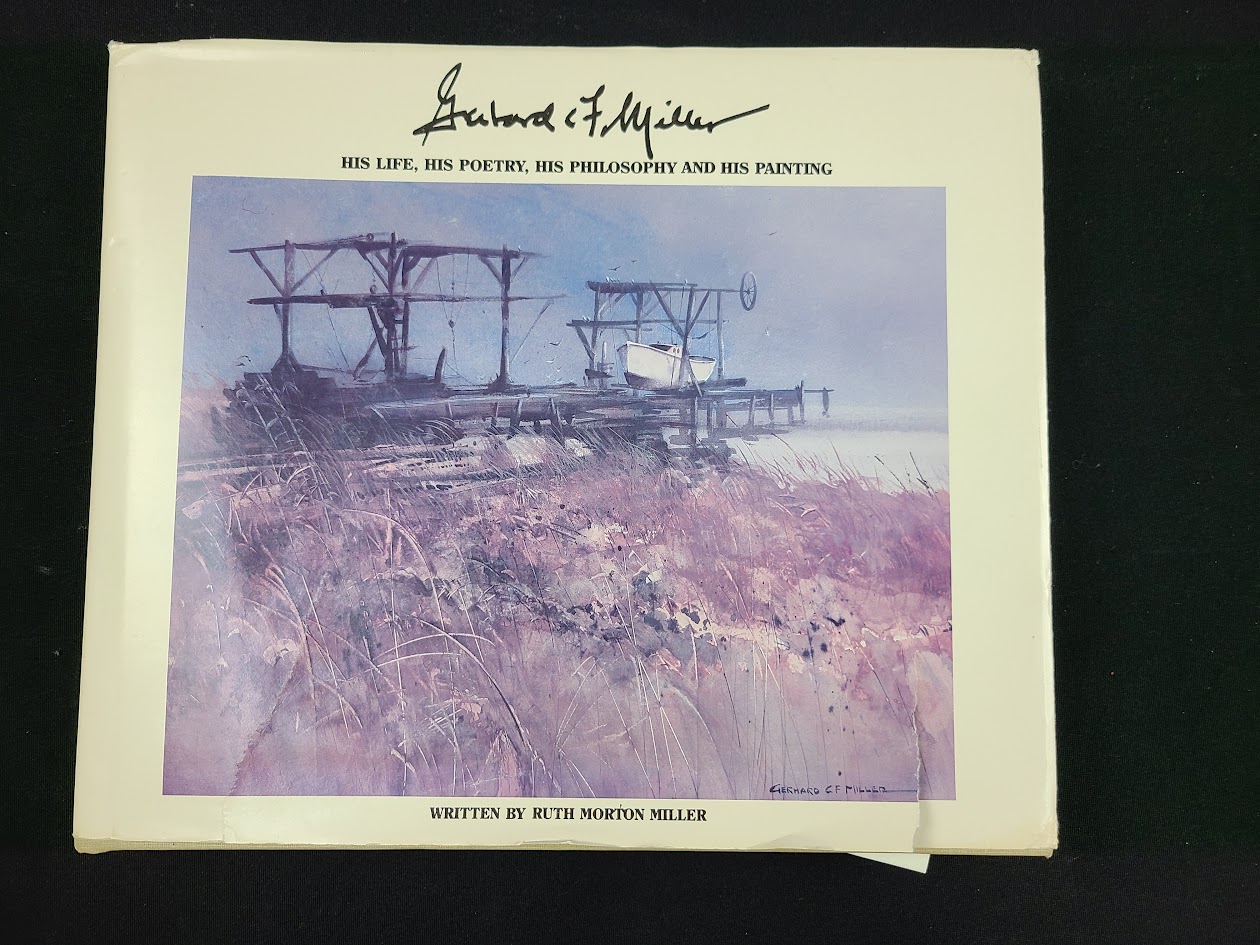 Gerhard CF Miller
HIS LIFE, HIS POETRY, HIS PHILOSOPHY AND HIS PAINTING
GERHARD CF MILLER
WRITTEN BY RUTH MORTON MILLER